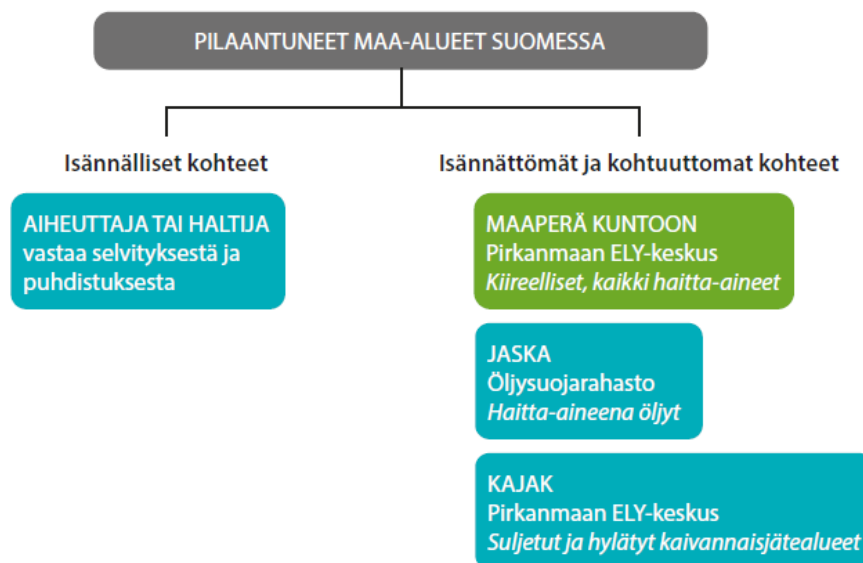 PILAANTUNEET MAA-ALUEET SUOMESSA
Isännälliset kohteet
AIHEUTTAJA TAI HALTIJA
vastaa selvityksestä ja
puhdistuksesta
Isännättömät ja kohtuuttomat kohteet
MAAPERÄ KUNTOON
Pirkanmaan ELY-keskus
Kiireelliset, kaikki haitta-aineet
JASKA
Öljysuojarahasto
Haitta-aineena öljyt
KAJAK
Pirkanmaan ELY-keskus
Suljetut ja hylätyt kaivannaisjätealueet